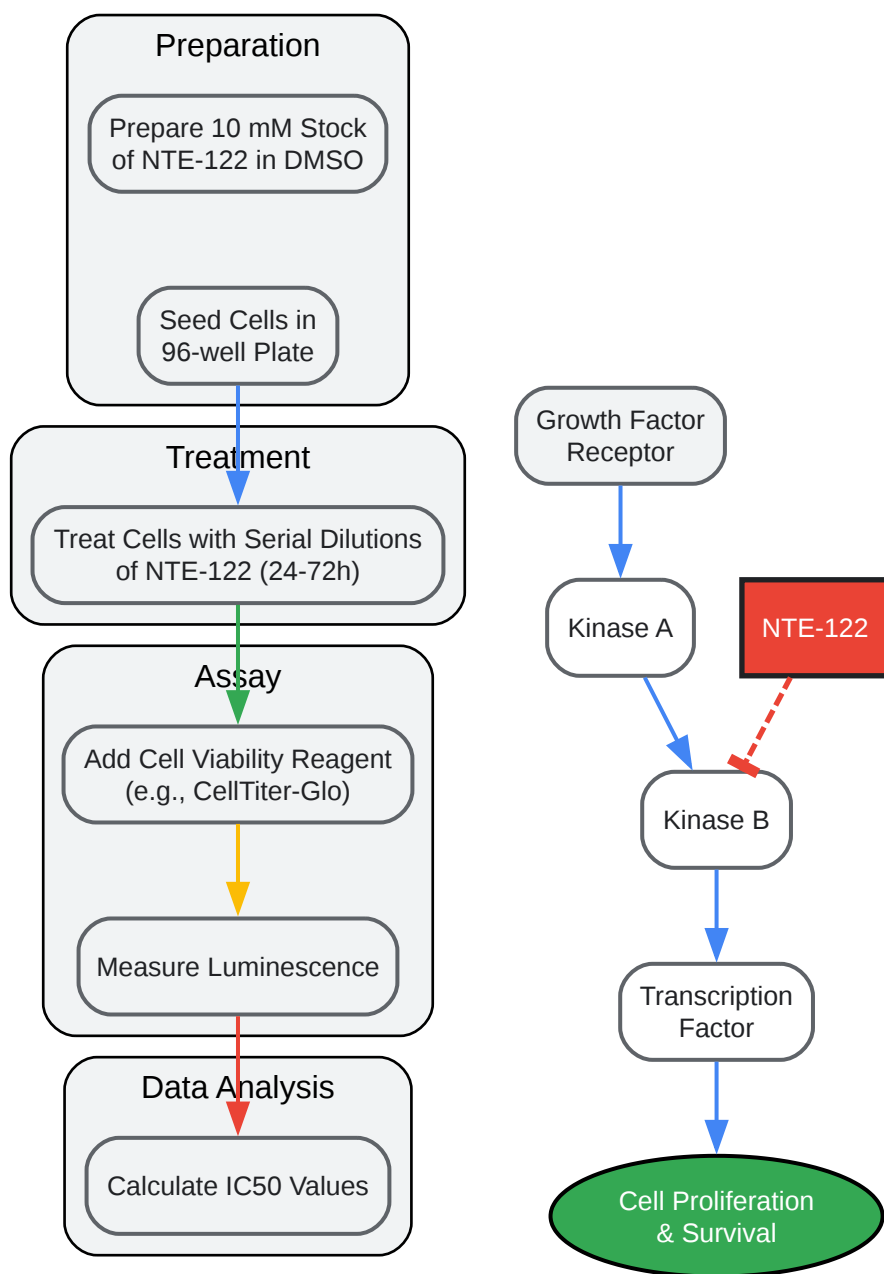 Preparation
Prepare 10 mM Stock
of NTE-122 in DMSO
Seed Cells in
96-well Plate
Treatment
Treat Cells with Serial Dilutions
of NTE-122 (24-72h)
Assay
Add Cell Viability Reagent
(e.g., CellTiter-Glo)
Measure Luminescence
Data Analysis
Calculate IC50 Values
Growth Factor
Receptor
Kinase A
NTE-122
Kinase B
Transcription
Factor
Cell Proliferation
& Survival